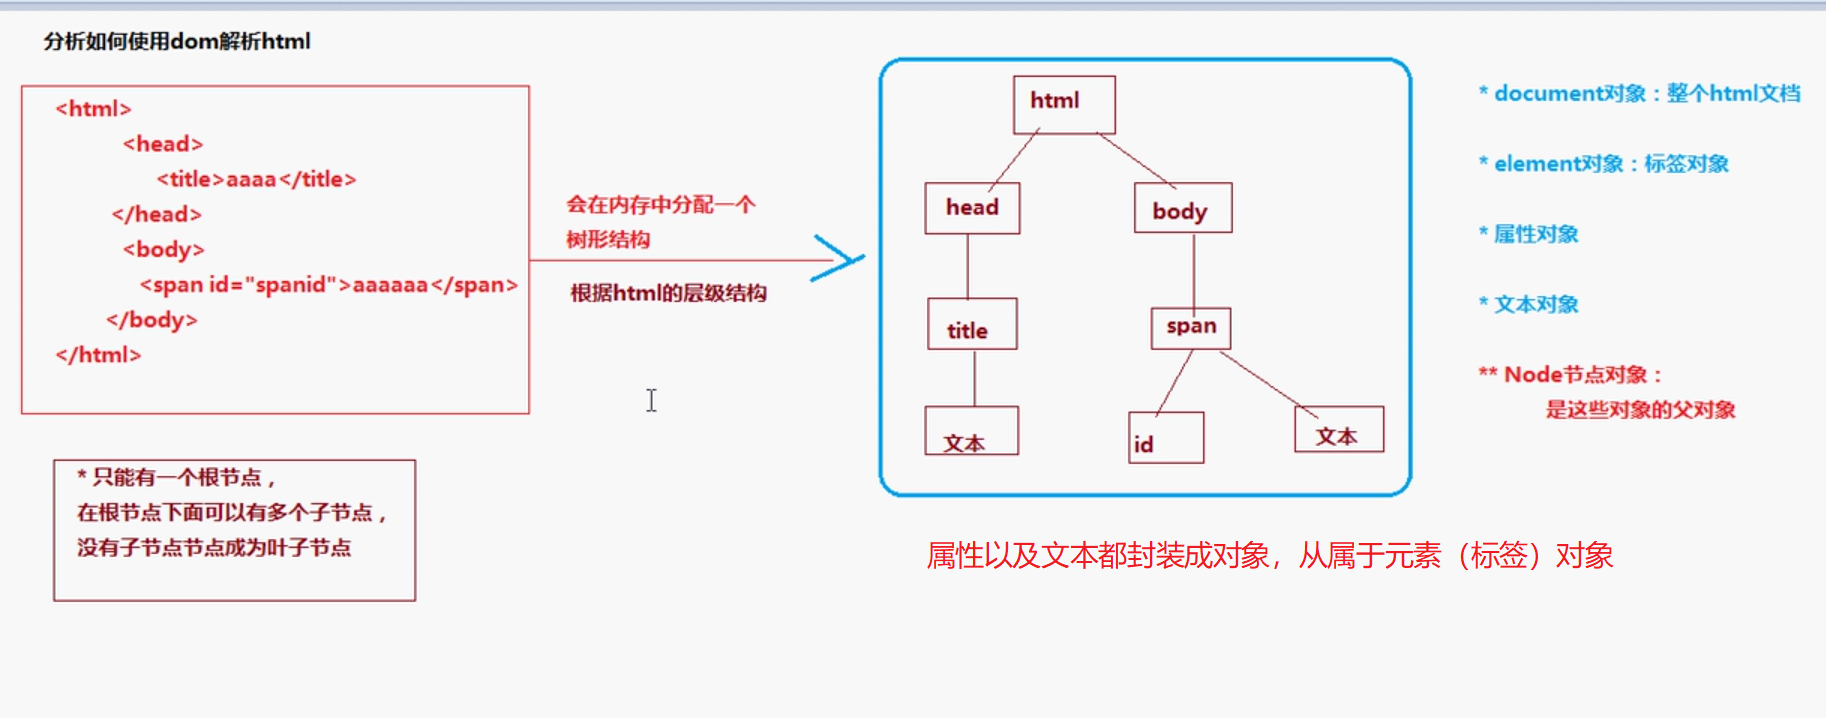 分析如何使用dom解析html
<html>
<head>
<title>aaaa</title>
</head>
<body>
<span id="spanid">aaaaaa</span>
</body>
</html>
* 只能有一个根节点，
在根节点下面可以有多个子节点，
没有子节点节点成为叶子节点
会在内存中分配一个
树形结构
根据html的层级结构
html
head
body
title
span
文本
id
文本
属性以及文本都封装成对象，从属于元素（标签）对象
* document对象：整个html文档
* element对象：标签对象
* 属性对象
* 文本对象
** Node节点对象：
是这些对象的父对象